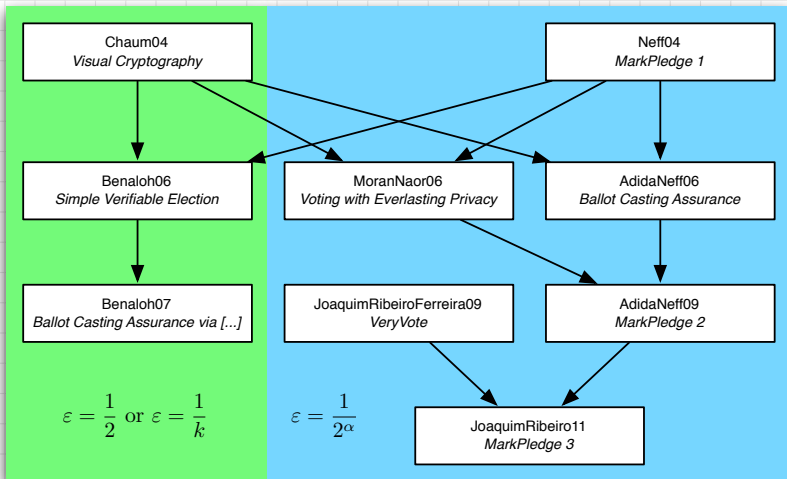 Chaum04
Visual Cryptography
Neff04
MarkPledge 1
Benaloh06
Simple Verifiable Election
MoranNaor06
Voting with Everlasting Privacy
AdidaNeff06
Ballot Casting Assurance
Benaloh07
Ballot Casting Assurance via [...]
JoaquimRibeiroFerreira09
VeryVote
AdidaNeff09
MarkPledge 2
ε = 1/2 or ε = 1/k
ε = 1/2^α
JoaquimRibeiro11
MarkPledge 3